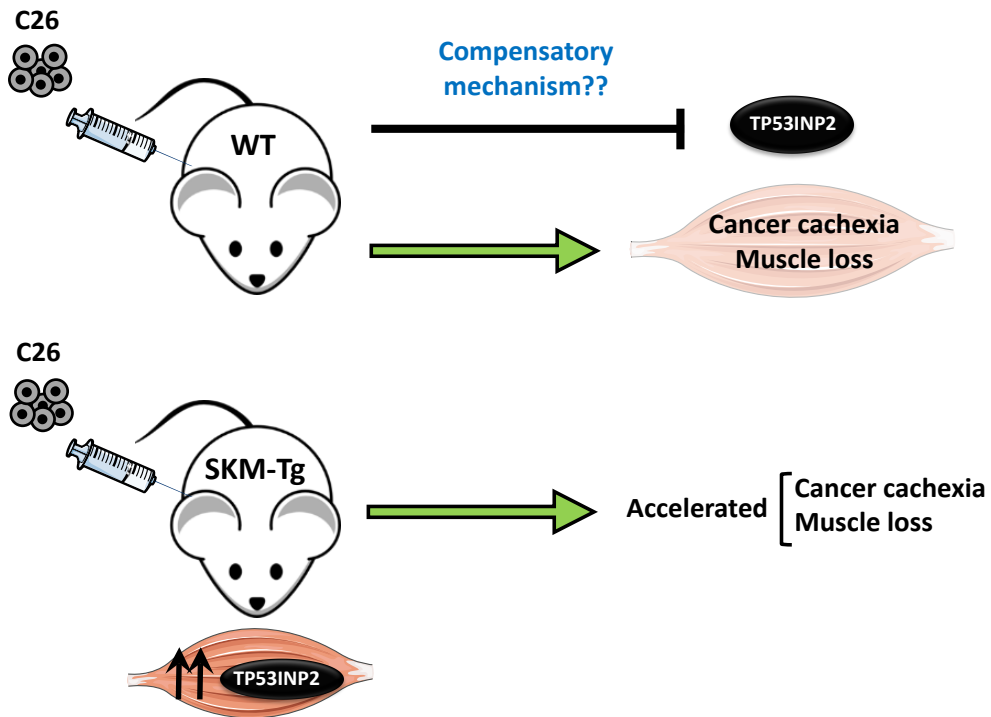 C26
Compensatory
mechanism??
TP53INP2
WT
Cancer cachexia
Muscle loss
C26
SKM-Tg
Accelerated
Cancer cachexia
Muscle loss
TP53INP2